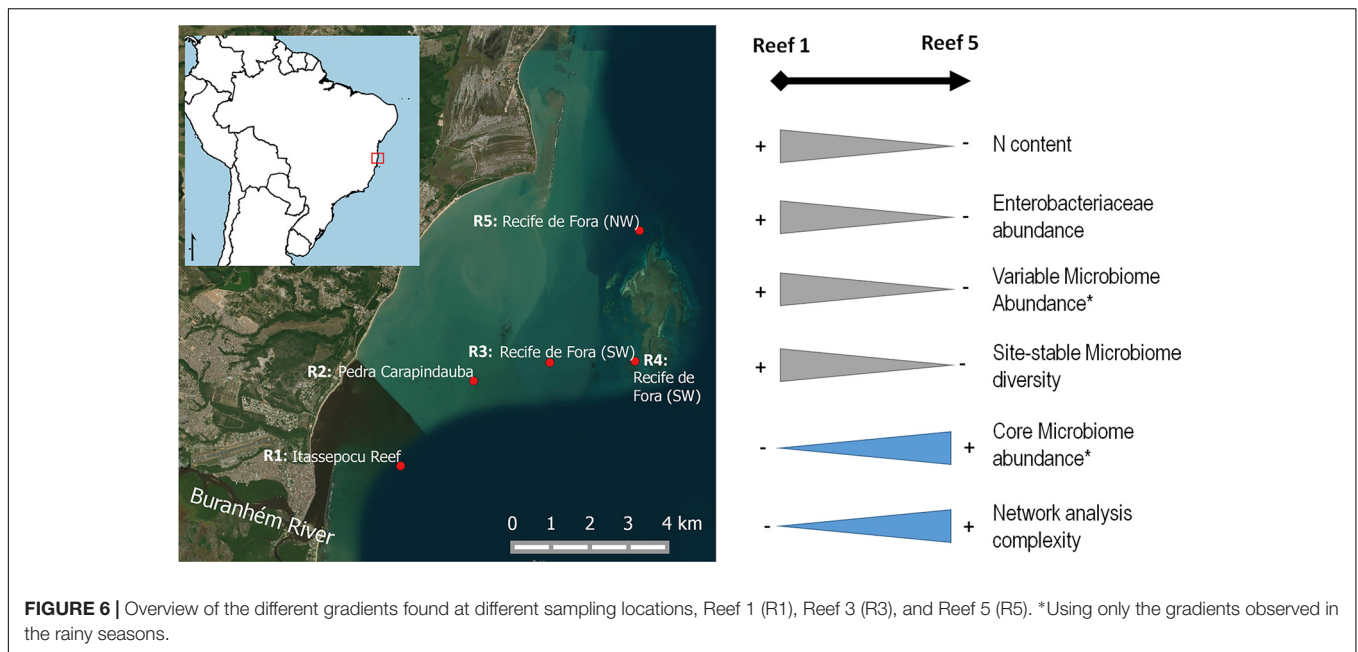 Reef 1
Reef 5
R5: Recife de Fora (NW)
R3: Recife de Fora (SW)
R4:
Recife de
Fora (SW)
R2: Pedra Carapindauba
R1: Itassepocu Reef
Buranhém River
0 1 2 3 4 km
+ - N content
+ - Enterobacteriaceae
abundance
+ - Variable Microbiome
Abundance*
+ - Site-stable Microbiome
diversity
- + Core Microbiome
abundance*
- + Network analysis
complexity
FIGURE 6 | Overview of the different gradients found at different sampling locations, Reef 1 (R1), Reef 3 (R3), and Reef 5 (R5). *Using only the gradients observed in
the rainy seasons.